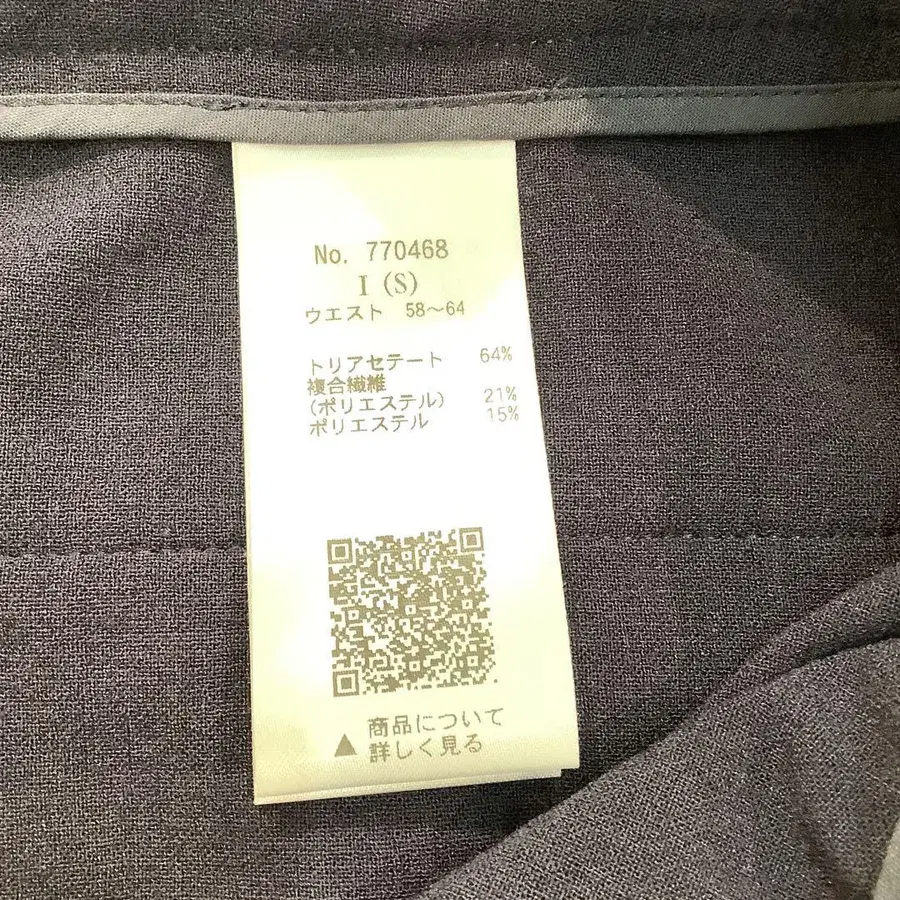 No. 770468
I (S)
ウエスト 58～64
トリアセテート 64%
複合繊維
(ポリエステル) 21%
ポリエステル 15%
商品について
▲ 詳しく見る